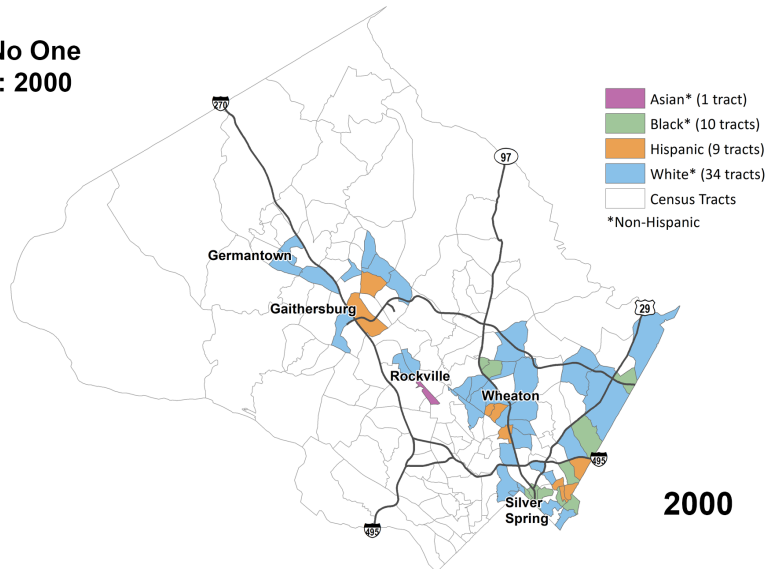 No One
: 2000
270
97
Asian* (1 tract)
Black* (10 tracts)
Hispanic (9 tracts)
White* (34 tracts)
Census Tracts
*Non-Hispanic
Germantown
Gaithersburg
29
Rockville
Wheaton
495
Silver
Spring
2000
495